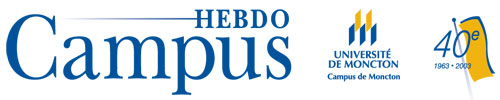 HEBDO
Campus
UNIVERSITÉ
DE MONCTON
Campus de Moncton
40e
1963 • 2003